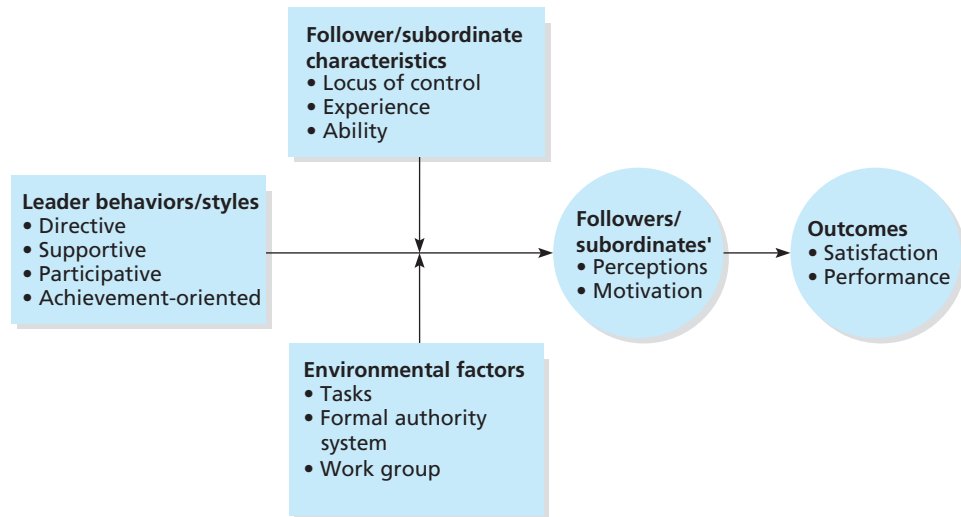 Follower/subordinate
characteristics
• Locus of control
• Experience
• Ability
Leader behaviors/styles
• Directive
• Supportive
• Participative
• Achievement-oriented
Followers/
subordinates'
• Perceptions
• Motivation
Outcomes
• Satisfaction
• Performance
Environmental factors
• Tasks
• Formal authority
system
• Work group